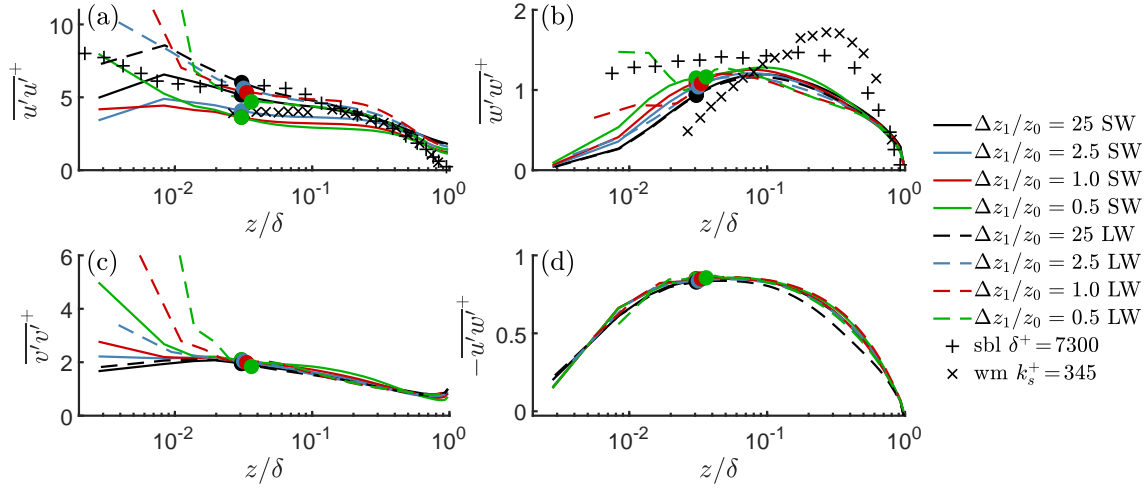 (a)
10
5
0
10⁻²
10⁻¹
10⁰
z/δ
\overline{u′u′}⁺
(b)
2
1
0
10⁻²
10⁻¹
10⁰
z/δ
\overline{w′w′}⁺
(c)
6
4
2
0
10⁻²
10⁻¹
10⁰
z/δ
\overline{v′v′}⁺
(d)
1
0.5
0
10⁻²
10⁻¹
10⁰
z/δ
−\overline{u′w′}⁺
Δz₁/z₀ = 25 SW
Δz₁/z₀ = 2.5 SW
Δz₁/z₀ = 1.0 SW
Δz₁/z₀ = 0.5 SW
Δz₁/z₀ = 25 LW
Δz₁/z₀ = 2.5 LW
Δz₁/z₀ = 1.0 LW
Δz₁/z₀ = 0.5 LW
sbl δ⁺=7300
wm kₛ⁺=345